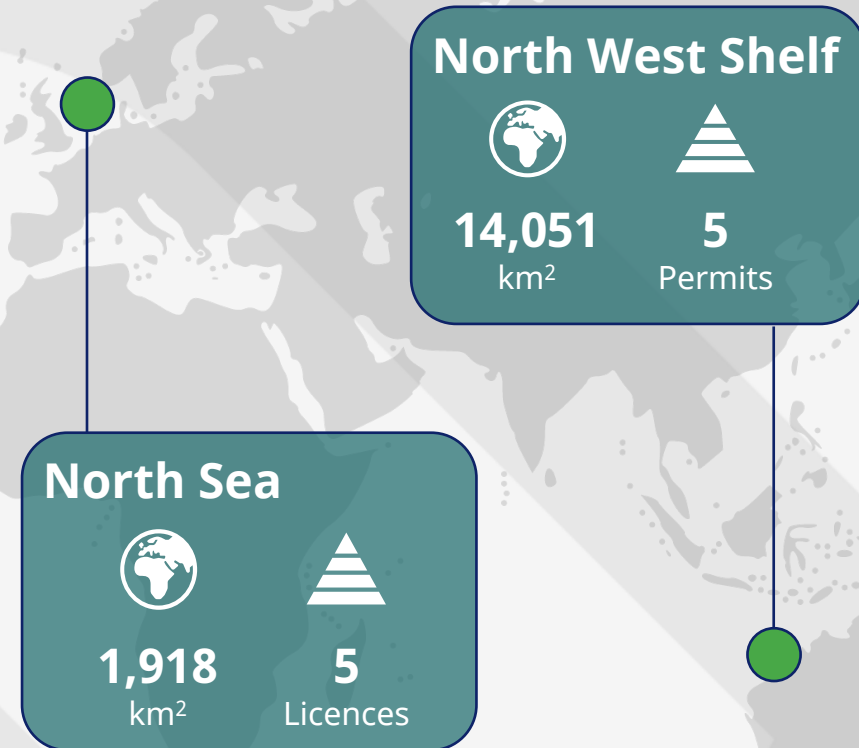 North West Shelf
14,051 5
km² Permits
North Sea
1,918 5
km² Licences